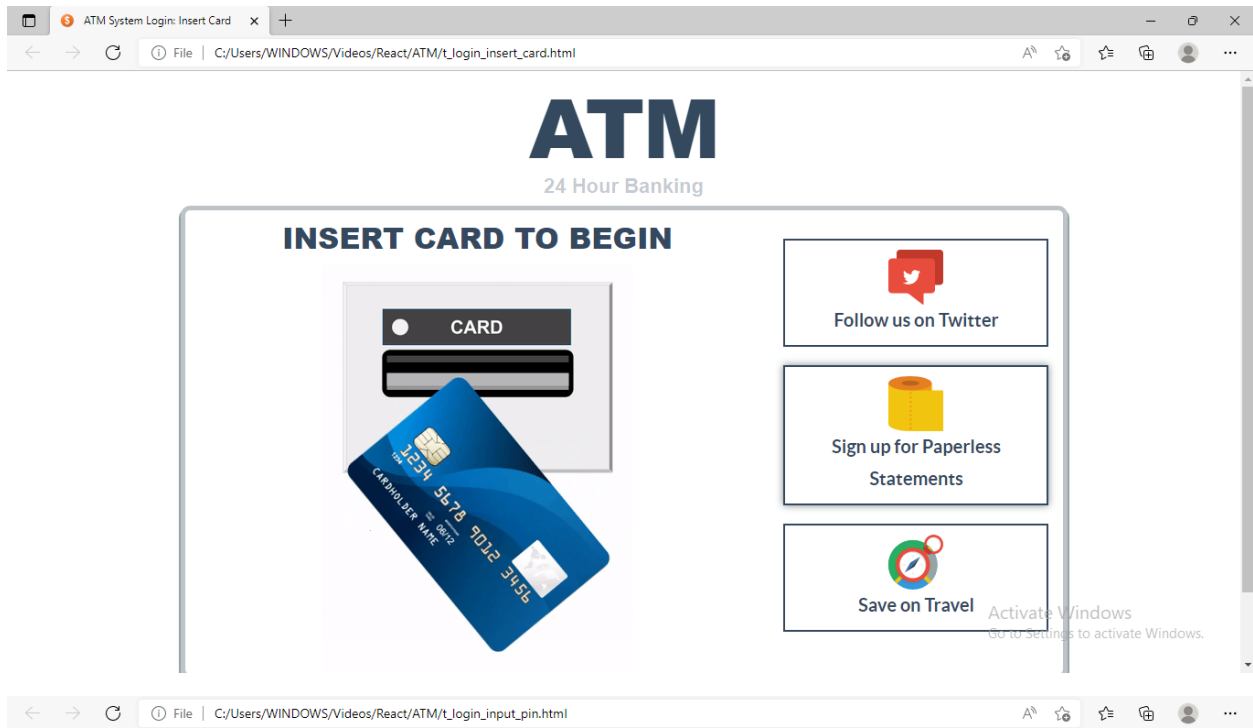 ATM System Login: Insert Card
File | C:/Users/WINDOWS/Videos/React/ATM/t_login_insert_card.html
ATM
24 Hour Banking
INSERT CARD TO BEGIN
CARD
1234 5678 9012 3456
1234
08/12
CARDHOLDER NAME
Follow us on Twitter
Sign up for Paperless
Statements
Save on Travel
Activate Windows
Go to Settings to activate Windows.
File | C:/Users/WINDOWS/Videos/React/ATM/t_login_input_pin.html